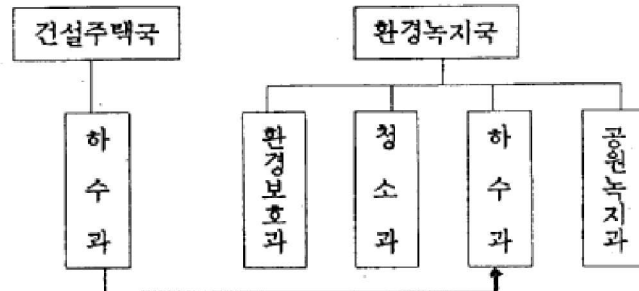 건설주택국
환경녹지국
하수과
환경보호과
청소과
하수과
공원녹지과